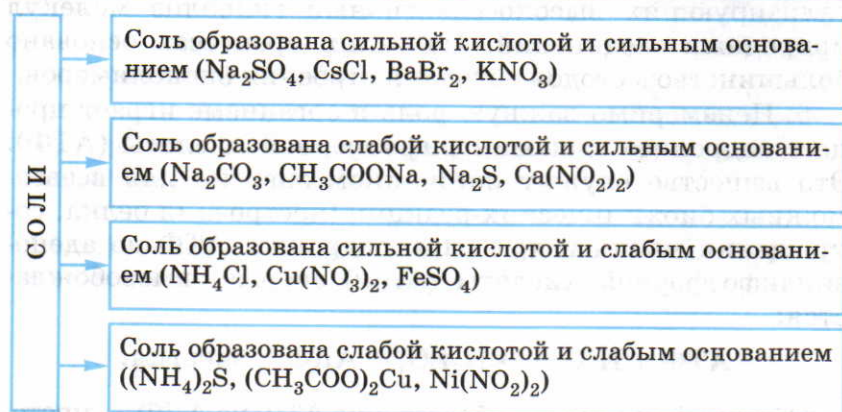 СОЛИ
Соль образована сильной кислотой и сильным основа-
нием (Na₂SO₄, CsCl, BaBr₂, KNO₃)
Соль образована слабой кислотой и сильным основани-
ем (Na₂CO₃, CH₃COONa, Na₂S, Ca(NO₂)₂)
Соль образована сильной кислотой и слабым основани-
ем (NH₄Cl, Cu(NO₃)₂, FeSO₄)
Соль образована слабой кислотой и слабым основанием
((NH₄)₂S, (CH₃COO)₂Cu, Ni(NO₂)₂)